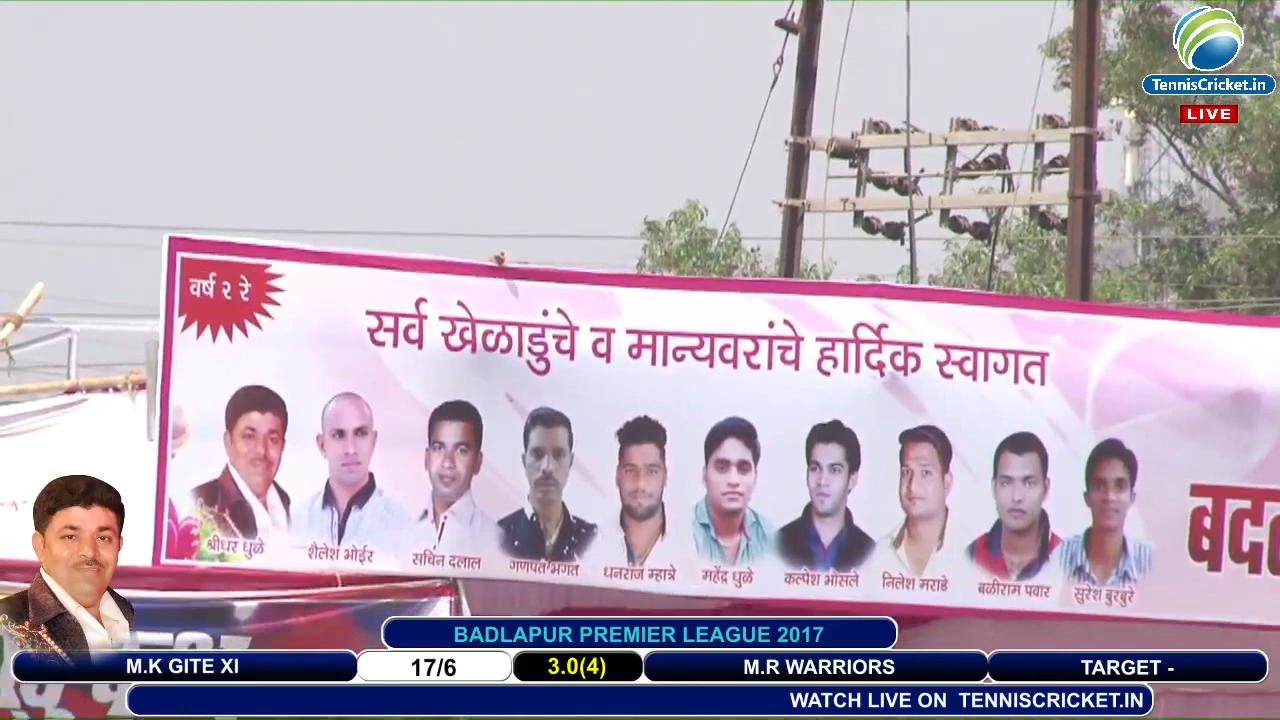 TennisCricket.in
LIVE
वर्ष २ रे
सर्व खेळाडुंचे व मान्यवरांचे हार्दिक स्वागत
श्रीधर धुळे
शैलेश भोईर
सचिन दलाल
गणपत भगत
धनराज म्हात्रे
महेंद्र धुळे
कल्पेश भोसले
निलेश मराडे
बळीराम पवार
सुरेश बुरबुरे
BADLAPUR PREMIER LEAGUE 2017
M.K GITE XI 17/6 3.0(4) M.R WARRIORS TARGET -
WATCH LIVE ON TENNISCRICKET.IN